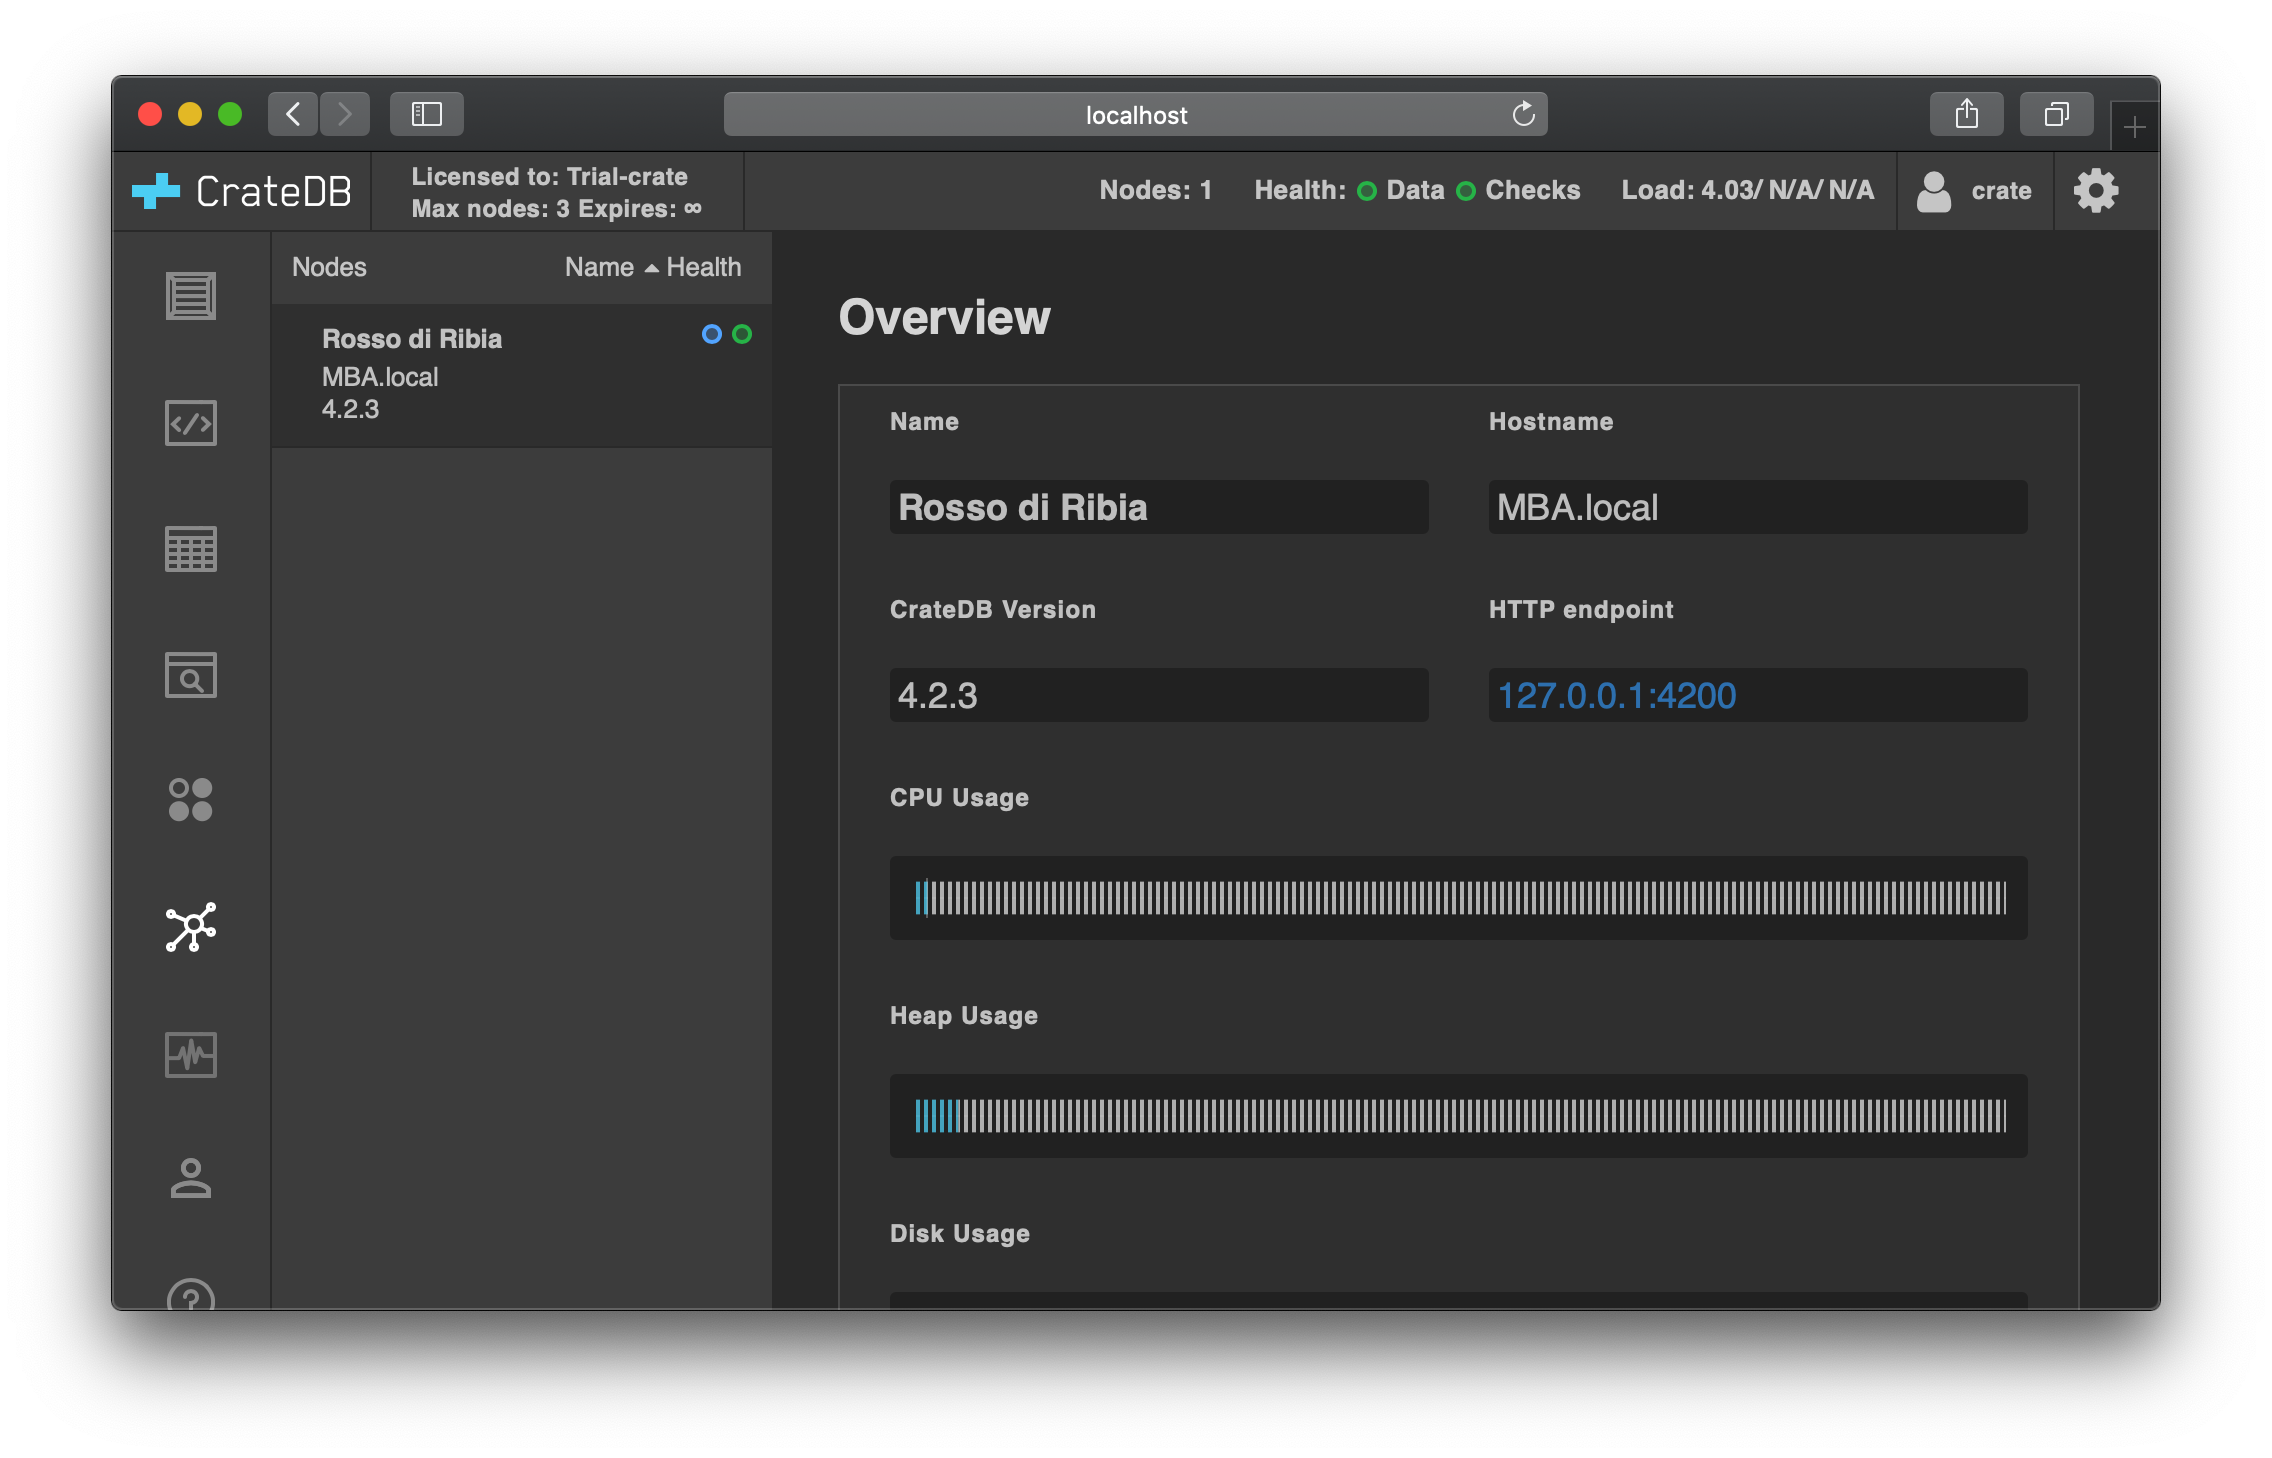 localhost
CrateDB
Licensed to: Trial-crate
Max nodes: 3 Expires: ∞
Nodes: 1 Health: Data Checks Load: 4.03/ N/A/ N/A
crate
Nodes Name Health
Rosso di Ribia
MBA.local
4.2.3
Overview
Name Hostname
Rosso di Ribia MBA.local
CrateDB Version HTTP endpoint
4.2.3 127.0.0.1:4200
CPU Usage
Heap Usage
Disk Usage